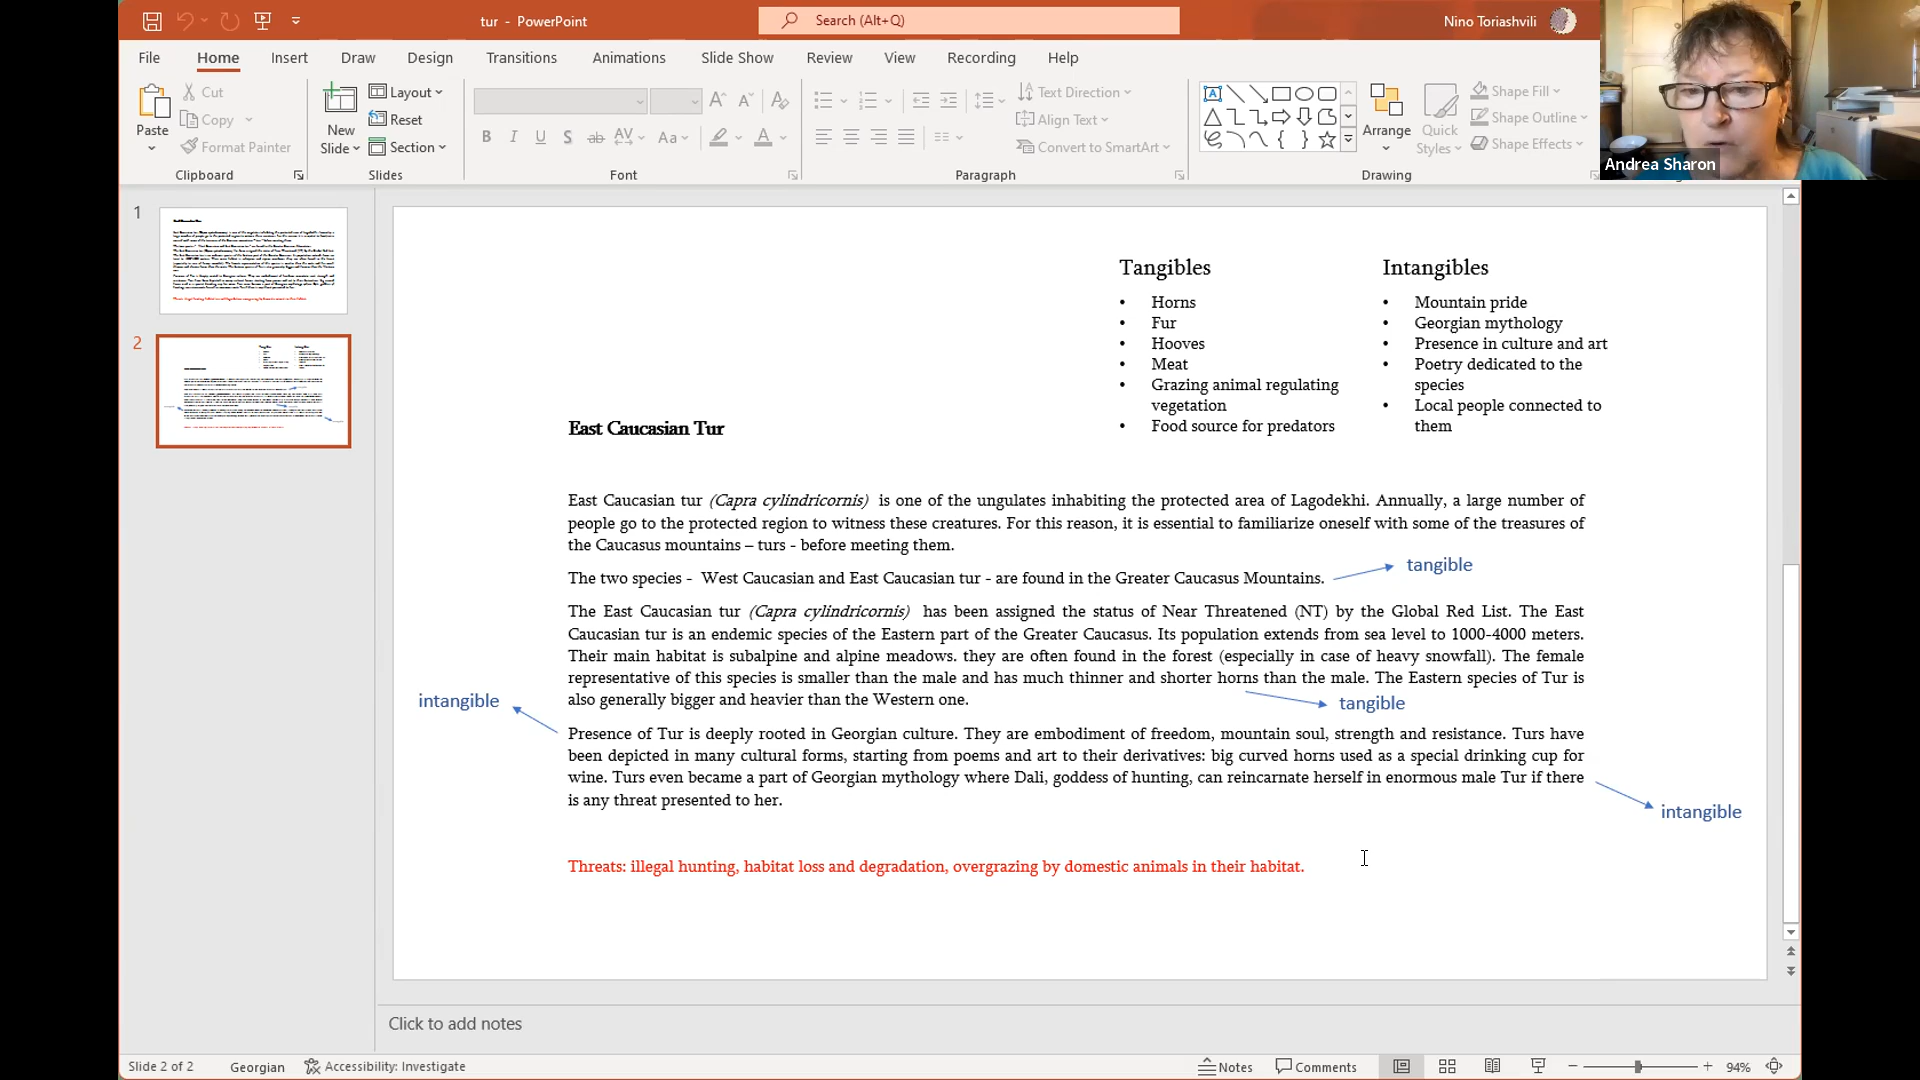 tur - PowerPoint
Search (Alt+Q)
Nino Toriashvili
File Home Insert Draw Design Transitions Animations Slide Show Review View Recording Help
Paste
Cut
Copy
Format Painter
Clipboard
New Slide
Layout
Reset
Section
Slides
Font
Text Direction
Align Text
Convert to SmartArt
Paragraph
Arrange
Quick Styles
Shape Fill
Shape Outline
Shape Effects
Drawing
Andrea Sharon
1
2
Tangibles
• Horns
• Fur
• Hooves
• Meat
• Grazing animal regulating
vegetation
• Food source for predators
Intangibles
• Mountain pride
• Georgian mythology
• Presence in culture and art
• Poetry dedicated to the
species
• Local people connected to
them
East Caucasian Tur
East Caucasian tur (Capra cylindricornis) is one of the ungulates inhabiting the protected area of Lagodekhi. Annually, a large number of
people go to the protected region to witness these creatures. For this reason, it is essential to familiarize oneself with some of the treasures of
the Caucasus mountains – turs - before meeting them.
The two species - West Caucasian and East Caucasian tur - are found in the Greater Caucasus Mountains.
tangible
The East Caucasian tur (Capra cylindricornis) has been assigned the status of Near Threatened (NT) by the Global Red List. The East
Caucasian tur is an endemic species of the Eastern part of the Greater Caucasus. Its population extends from sea level to 1000-4000 meters.
Their main habitat is subalpine and alpine meadows. they are often found in the forest (especially in case of heavy snowfall). The female
representative of this species is smaller than the male and has much thinner and shorter horns than the male. The Eastern species of Tur is
also generally bigger and heavier than the Western one.
tangible
intangible
Presence of Tur is deeply rooted in Georgian culture. They are embodiment of freedom, mountain soul, strength and resistance. Turs have
been depicted in many cultural forms, starting from poems and art to their derivatives: big curved horns used as a special drinking cup for
wine. Turs even became a part of Georgian mythology where Dali, goddess of hunting, can reincarnate herself in enormous male Tur if there
is any threat presented to her.
intangible
Threats: illegal hunting, habitat loss and degradation, overgrazing by domestic animals in their habitat.
Click to add notes
Slide 2 of 2
Georgian
Accessibility: Investigate
Notes
Comments
94%